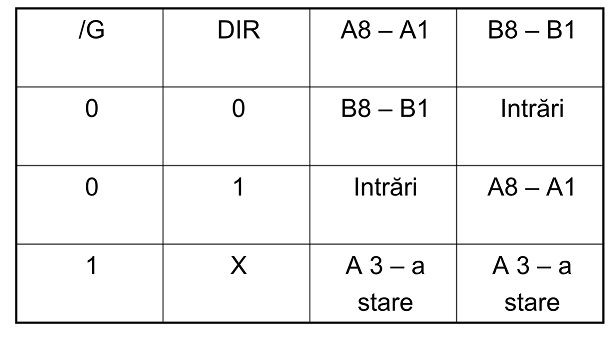 /G DIR A8 – A1 B8 – B1
0 0 B8 – B1 Intrări
0 1 Intrări A8 – A1
1 X A 3 – a A 3 – a
stare stare